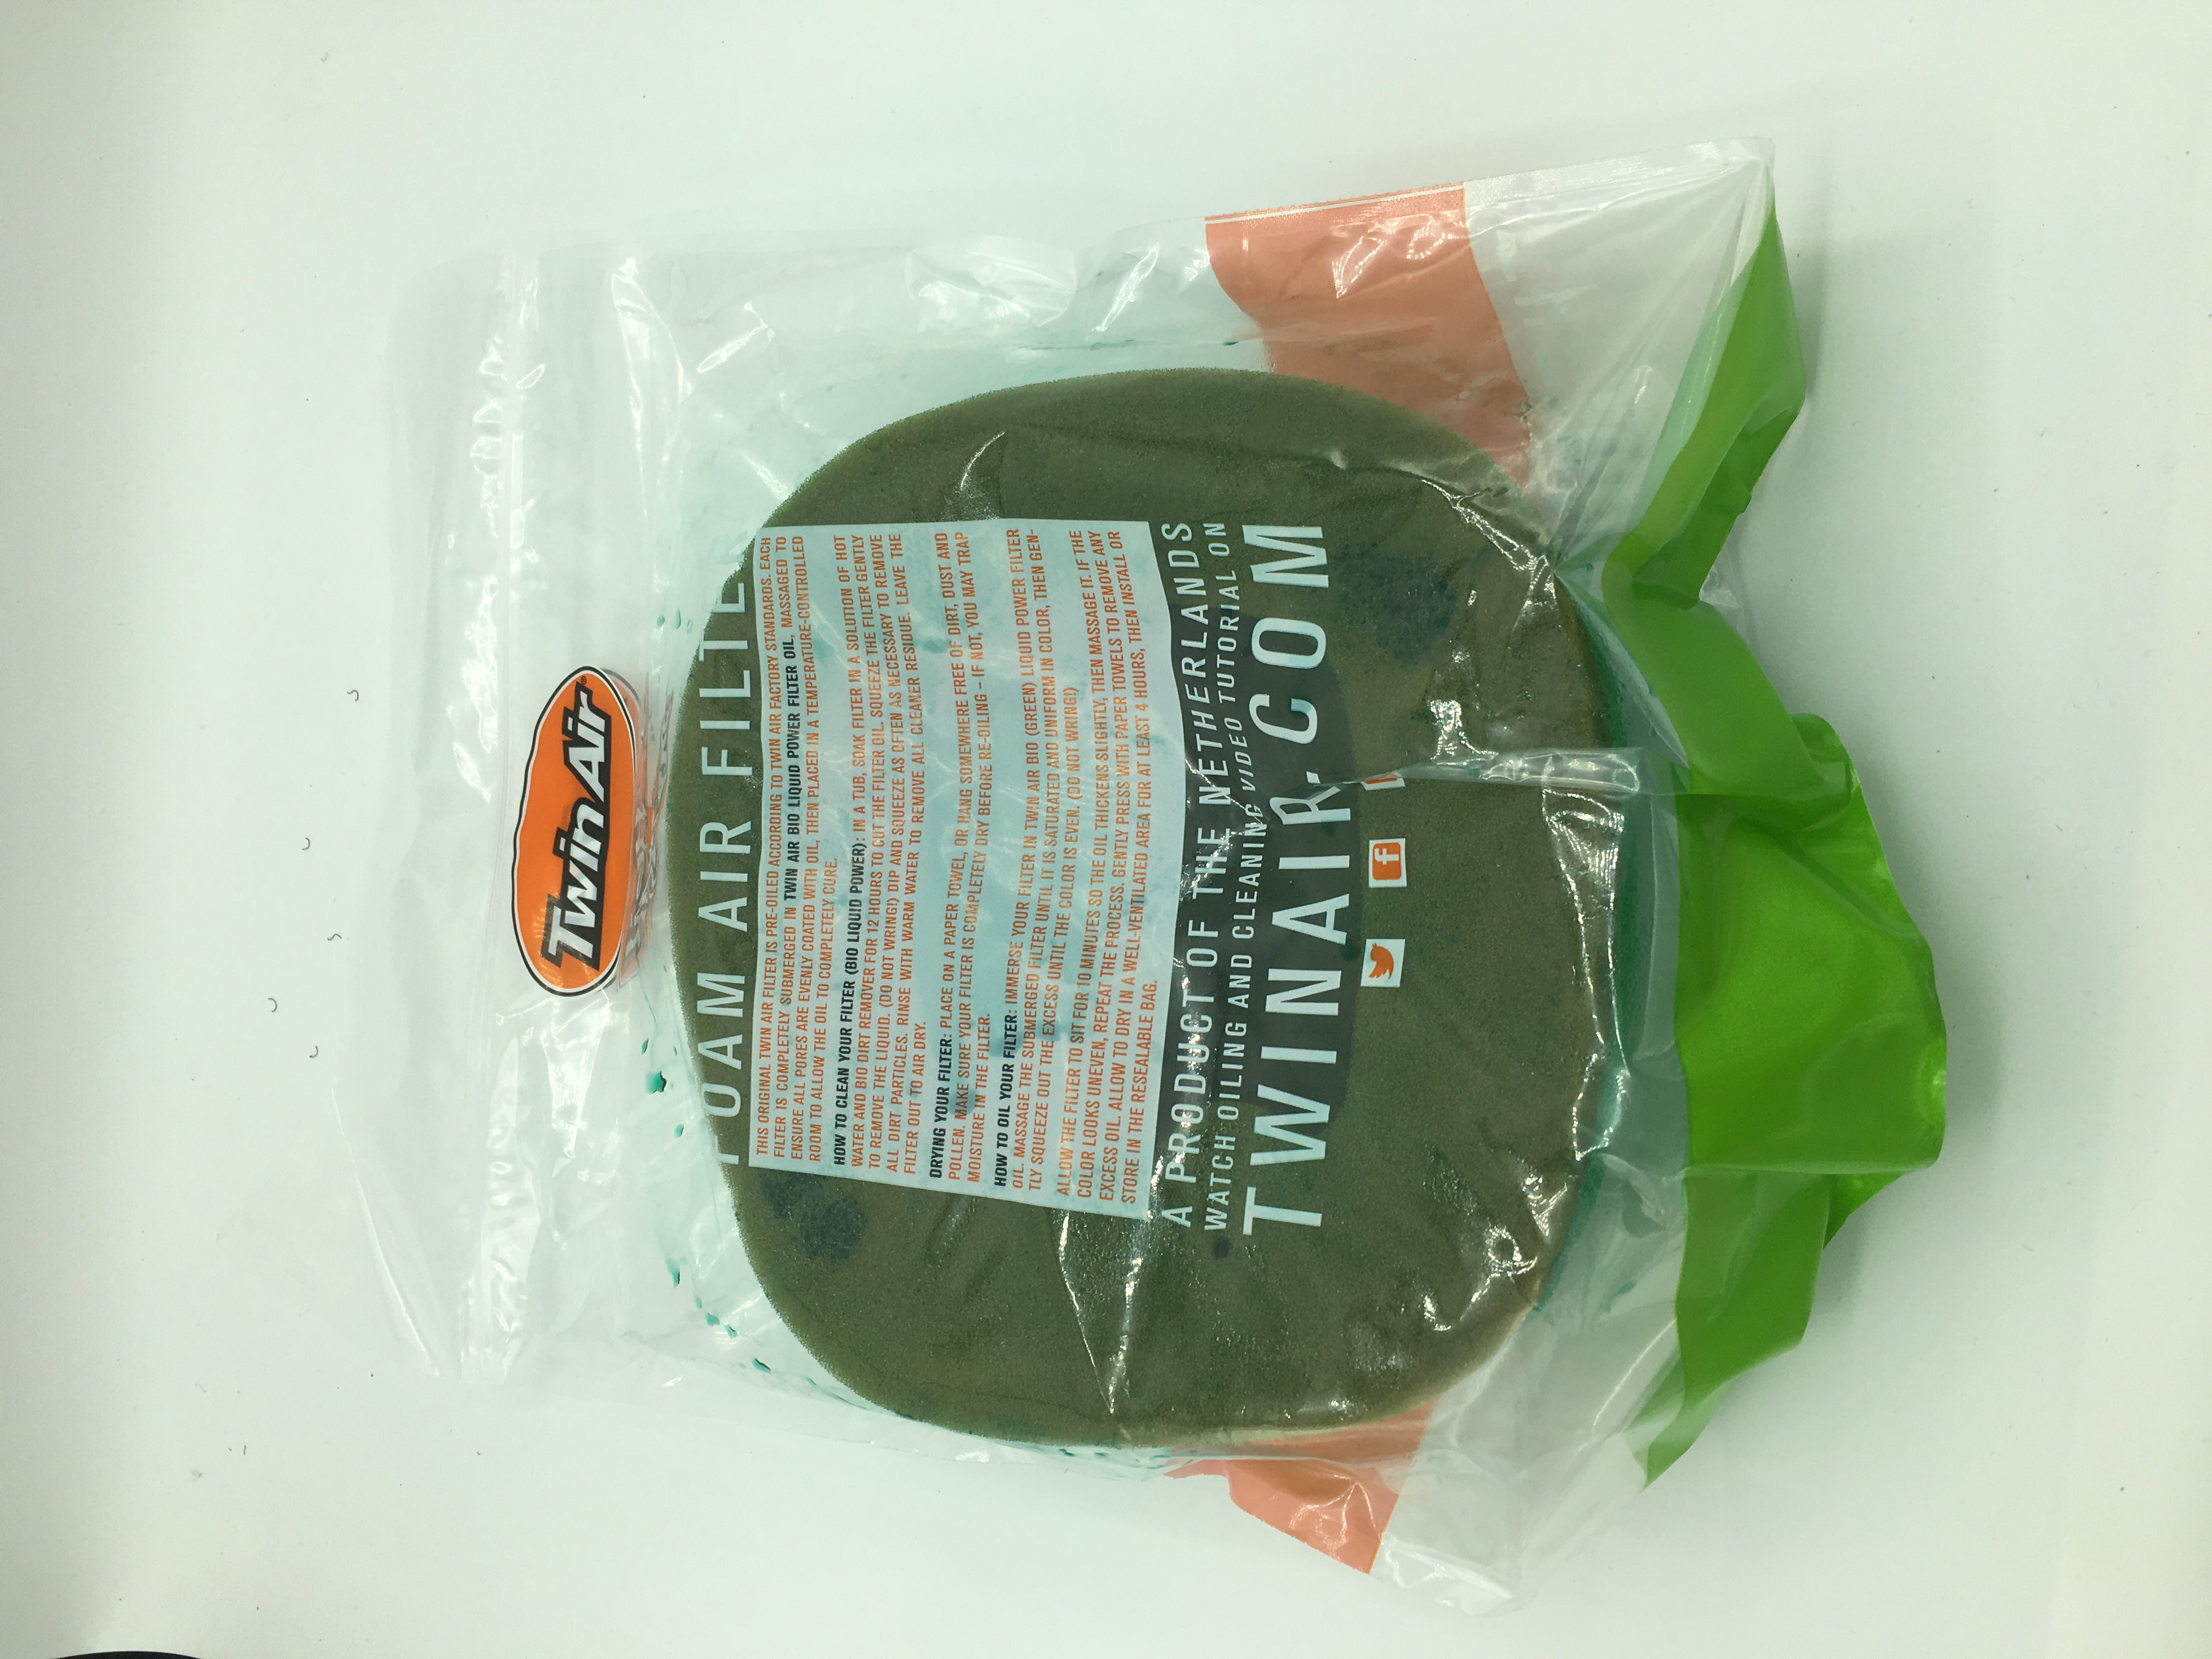 TwinAir
FOAM AIR FILTE
THIS ORIGINAL TWIN AIR FILTER IS PRE-OILED ACCORDING TO TWIN AIR FACTORY STANDARDS. EACH
FILTER IS COMPLETELY SUBMERGED IN TWIN AIR BIO LIQUID POWER FILTER OIL, MASSAGED TO
ENSURE ALL PORES ARE EVENLY COATED WITH OIL, THEN PLACED IN A TEMPERATURE-CONTROLLED
ROOM TO ALLOW THE OIL TO COMPLETELY CURE.
HOW TO CLEAN YOUR FILTER (BIO LIQUID POWER): IN A TUB, SOAK FILTER IN A SOLUTION OF HOT
WATER AND BIO DIRT REMOVER FOR 12 HOURS TO CUT THE FILTER OIL. SQUEEZE THE FILTER GENTLY
TO REMOVE THE LIQUID. (DO NOT WRING!) DIP AND SQUEEZE AS OFTEN AS NECESSARY TO REMOVE
ALL DIRT PARTICLES. RINSE WITH WARM WATER TO REMOVE ALL CLEANER RESIDUE. LEAVE THE
FILTER OUT TO AIR DRY.
DRYING YOUR FILTER: PLACE ON A PAPER TOWEL, OR HANG SOMEWHERE FREE OF DIRT, DUST AND
POLLEN. MAKE SURE YOUR FILTER IS COMPLETELY DRY BEFORE RE-OILING – IF NOT, YOU MAY TRAP
MOISTURE IN THE FILTER.
HOW TO OIL YOUR FILTER: IMMERSE YOUR FILTER IN TWIN AIR BIO (GREEN) LIQUID POWER FILTER
OIL. MASSAGE THE SUBMERGED FILTER UNTIL IT IS SATURATED AND UNIFORM IN COLOR, THEN GEN-
TLY SQUEEZE OUT THE EXCESS UNTIL THE COLOR IS EVEN. (DO NOT WRING!)
ALLOW THE FILTER TO SIT FOR 10 MINUTES SO THE OIL THICKENS SLIGHTLY, THEN MASSAGE IT. IF THE
COLOR LOOKS UNEVEN, REPEAT THE PROCESS. GENTLY PRESS WITH PAPER TOWELS TO REMOVE ANY
EXCESS OIL. ALLOW TO DRY IN A WELL-VENTILATED AREA FOR AT LEAST 4 HOURS, THEN INSTALL OR
STORE IN THE RESEALABLE BAG.
A PRODUCT OF THE NETHERLANDS
WATCH OILING AND CLEANING VIDEO TUTORIAL ON
TWINAIR.COM
f